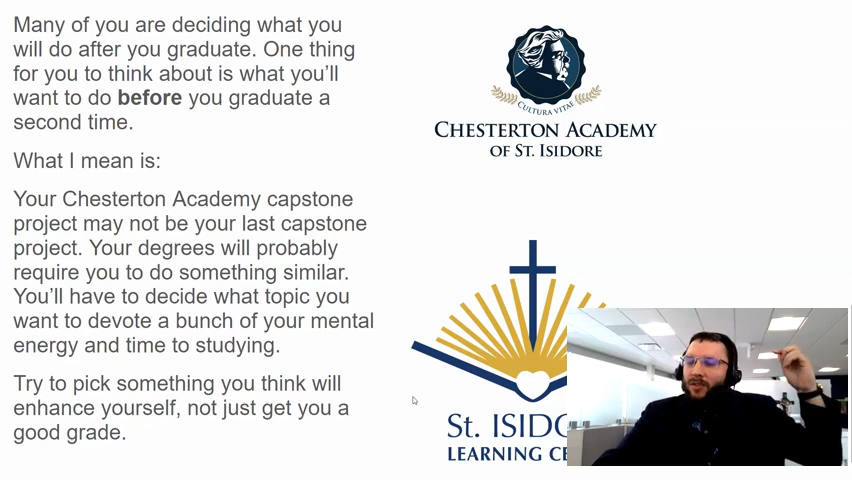 Many of you are deciding what you
will do after you graduate. One thing
for you to think about is what you'll
want to do before you graduate a
second time.
What I mean is:
Your Chesterton Academy capstone
project may not be your last capstone
project. Your degrees will probably
require you to do something similar.
You'll have to decide what topic you
want to devote a bunch of your mental
energy and time to studying.
Try to pick something you think will
enhance yourself, not just get you a
good grade.
CULTURA VITAE
CHESTERTON ACADEMY
OF ST. ISIDORE
St. ISIDO
LEARNING CE